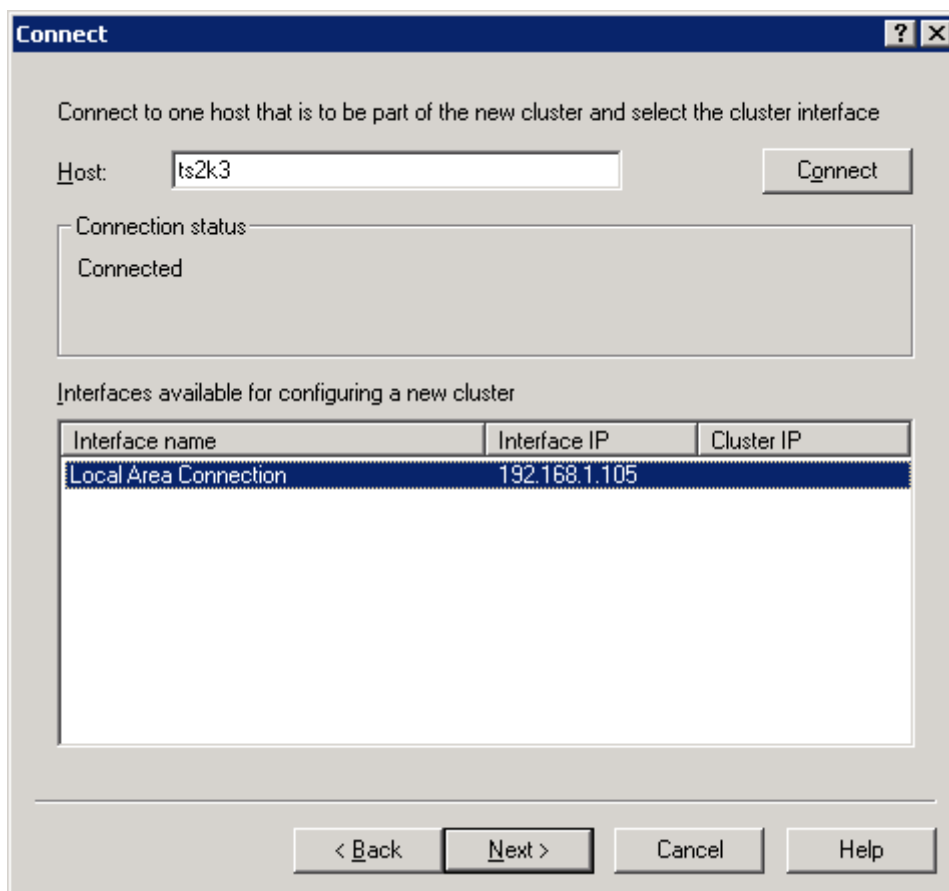 Connect
Connect to one host that is to be part of the new cluster and select the cluster interface
Host: ts2k3 Connect
Connection status
Connected
Interfaces available for configuring a new cluster
Interface name Interface IP Cluster IP
Local Area Connection 192.168.1.105
< Back Next > Cancel Help